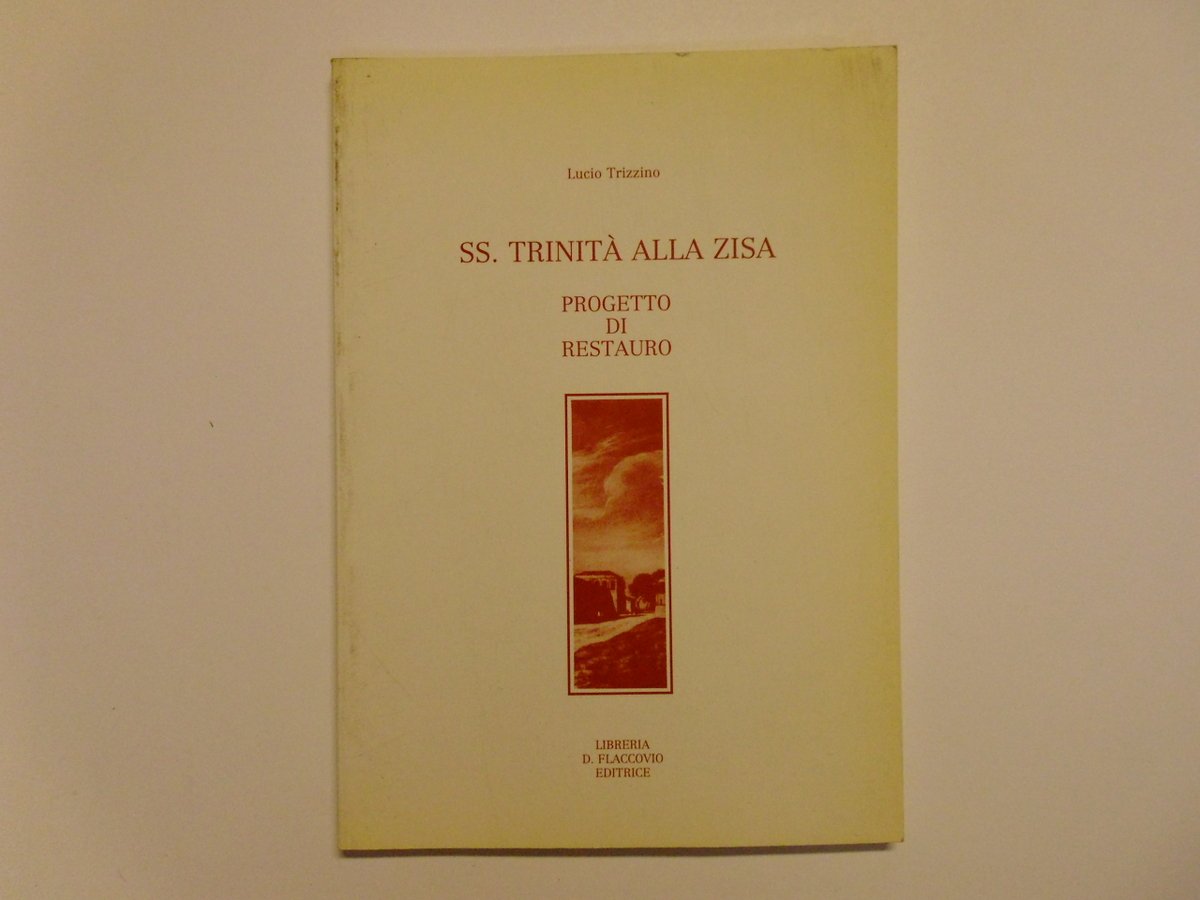 Lucio Trizzino
SS. TRINITÀ ALLA ZISA
PROGETTO
DI
RESTAURO
LIBRERIA
D. FLACCOVIO
EDITRICE